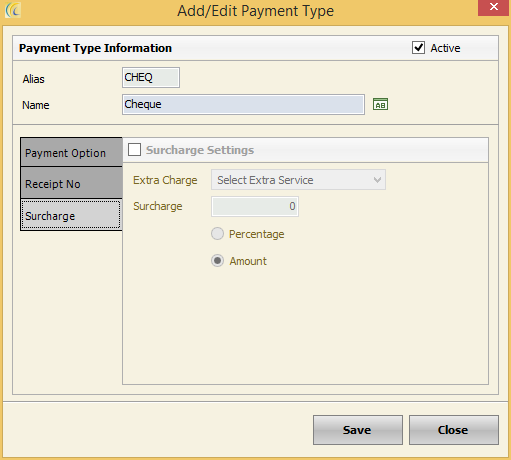 Add/Edit Payment Type
Payment Type Information
Active
Alias
CHEQ
Name
Cheque
AB
Payment Option
Receipt No
Surcharge
Surcharge Settings
Extra Charge
Select Extra Service
Surcharge
0
Percentage
Amount
Save
Close